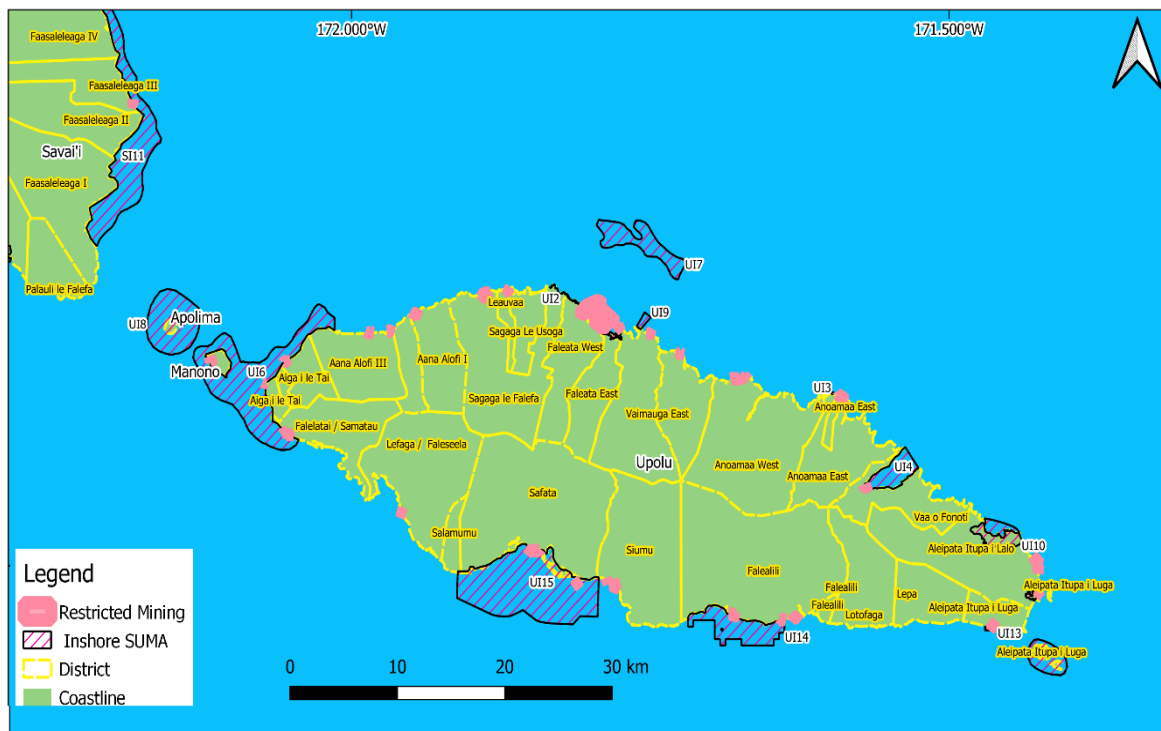 172.000°W
171.500°W
Faasaleleaga IV
Faasaleleaga III
Faasaleleaga II
Savai'i
SI11
Faasaleleaga I
Palauli le Falefa
UI7
UI8
Apolima
Manono
UI6
Leauvaa
UI2
UI9
Sagaga Le Usoga
Faleata West
Aiga i le Tai
Aana Alofi III
Aana Alofi I
Aiga i le Tai
Sagaga le Falefa
Faleata East
UI3
Anoamaa East
Falelatai / Samatau
Lefaga / Faleseela
Vaimauga East
Upolu
Anoamaa West
Anoamaa East
UI4
Safata
Vaa o Fonoti
Salamumu
Siumu
Aleipata Itupa i Lalo
UI10
UI15
Falealili
Falealili
Falealili
Lepa
Lotofaga
Aleipata Itupa i Luga
Aleipata Itupa i Luga
UI14
UI13
Aleipata Itupa i Luga
Legend
Restricted Mining
Inshore SUMA
District
Coastline
0 10 20 30 km